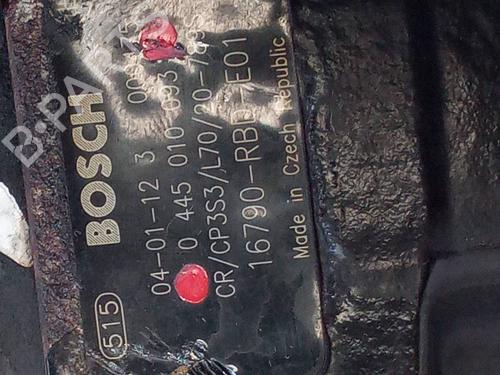 B-PARTS
BOSCH
515
04-01-12 3
0 445 010 093
CR/CP3S3/L70/20-789S
16790-RBD-E01
Made in Czech Republic